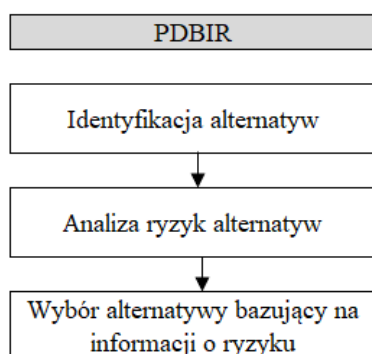 PDBIR
Identyfikacja alternatyw
Analiza ryzyk alternatyw
Wybór alternatywy bazujący na
informacji o ryzyku